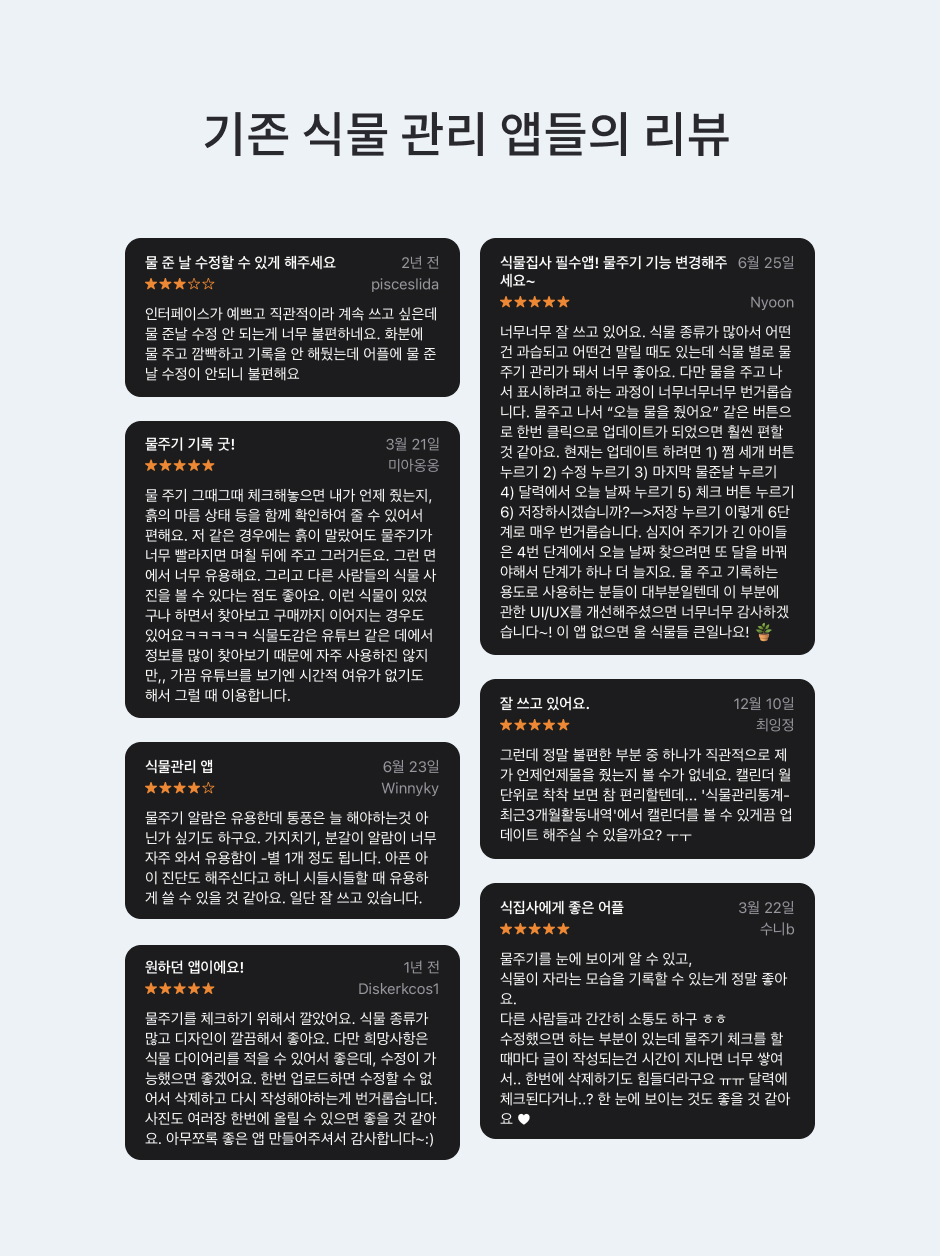 기존 식물 관리 앱들의 리뷰
물 준 날 수정할 수 있게 해주세요 2년 전
★★★☆☆ pisceslida
인터페이스가 예쁘고 직관적이라 계속 쓰고 싶은데
물 준날 수정 안 되는게 너무 불편하네요. 화분에
물 주고 깜빡하고 기록을 안 해뒀는데 어플에 물 준
날 수정이 안되니 불편해요
물주기 기록 굿! 3월 21일
★★★★★ 미아옹옹
물 주기 그때그때 체크해놓으면 내가 언제 줬는지,
흙의 마름 상태 등을 함께 확인하여 줄 수 있어서
편해요. 저 같은 경우에는 흙이 말랐어도 물주기가
너무 빨라지면 며칠 뒤에 주고 그러거든요. 그런 면
에서 너무 유용해요. 그리고 다른 사람들의 식물 사
진을 볼 수 있다는 점도 좋아요. 이런 식물이 있었
구나 하면서 찾아보고 구매까지 이어지는 경우도
있어요ㅋㅋㅋㅋㅋ 식물도감은 유튜브 같은 데에서
정보를 많이 찾아보기 때문에 자주 사용하진 않지
만,, 가끔 유튜브를 보기엔 시간적 여유가 없기도
해서 그럴 때 이용합니다.
식물관리 앱 6월 23일
★★★★☆ Winnyky
물주기 알람은 유용한데 통풍은 늘 해야하는것 아
닌가 싶기도 하구요. 가지치기, 분갈이 알람이 너무
자주 와서 유용함이 -별 1개 정도 됩니다. 아픈 아
이 진단도 해주신다고 하니 시들시들할 때 유용하
게 쓸 수 있을 것 같아요. 일단 잘 쓰고 있습니다.
원하던 앱이에요! 1년 전
★★★★★ Diskerkcos1
물주기를 체크하기 위해서 깔았어요. 식물 종류가
많고 디자인이 깔끔해서 좋아요. 다만 희망사항은
식물 다이어리를 적을 수 있어서 좋은데, 수정이 가
능했으면 좋겠어요. 한번 업로드하면 수정할 수 없
어서 삭제하고 다시 작성해야하는게 번거롭습니다.
사진도 여러장 한번에 올릴 수 있으면 좋을 것 같아
요. 아무쪼록 좋은 앱 만들어주셔서 감사합니다~:)
식물집사 필수앱! 물주기 기능 변경해주 6월 25일
세요~
★★★★★ Nyoon
너무너무 잘 쓰고 있어요. 식물 종류가 많아서 어떤
건 과습되고 어떤건 말릴 때도 있는데 식물 별로 물
주기 관리가 돼서 너무 좋아요. 다만 물을 주고 나
서 표시하려고 하는 과정이 너무너무너무 번거롭습
니다. 물주고 나서 “오늘 물을 줬어요” 같은 버튼으
로 한번 클릭으로 업데이트가 되었으면 훨씬 편할
것 같아요. 현재는 업데이트 하려면 1) 쩜 세개 버튼
누르기 2) 수정 누르기 3) 마지막 물준날 누르기
4) 달력에서 오늘 날짜 누르기 5) 체크 버튼 누르기
6) 저장하시겠습니까?—>저장 누르기 이렇게 6단
계로 매우 번거롭습니다. 심지어 주기가 긴 아이들
은 4번 단계에서 오늘 날짜 찾으려면 또 달을 바꿔
야해서 단계가 하나 더 늘지요. 물 주고 기록하는
용도로 사용하는 분들이 대부분일텐데 이 부분에
관한 UI/UX를 개선해주셨으면 너무너무 감사하겠
습니다~! 이 앱 없으면 울 식물들 큰일나요! 🪴
잘 쓰고 있어요. 12월 10일
★★★★★ 최잉정
그런데 정말 불편한 부분 중 하나가 직관적으로 제
가 언제언제물을 줬는지 볼 수가 없네요. 캘린더 월
단위로 착착 보면 참 편리할텐데... '식물관리통계-
최근3개월활동내역'에서 캘린더를 볼 수 있게끔 업
데이트 해주실 수 있을까요? ㅜㅜ
식집사에게 좋은 어플 3월 22일
★★★★★ 수니b
물주기를 눈에 보이게 알 수 있고,
식물이 자라는 모습을 기록할 수 있는게 정말 좋아
요.
다른 사람들과 간간히 소통도 하구 ㅎㅎ
수정했으면 하는 부분이 있는데 물주기 체크를 할
때마다 글이 작성되는건 시간이 지나면 너무 쌓여
서.. 한번에 삭제하기도 힘들더라구요 ㅠㅠ 달력에
체크된다거나..? 한 눈에 보이는 것도 좋을 것 같아
요 ♥